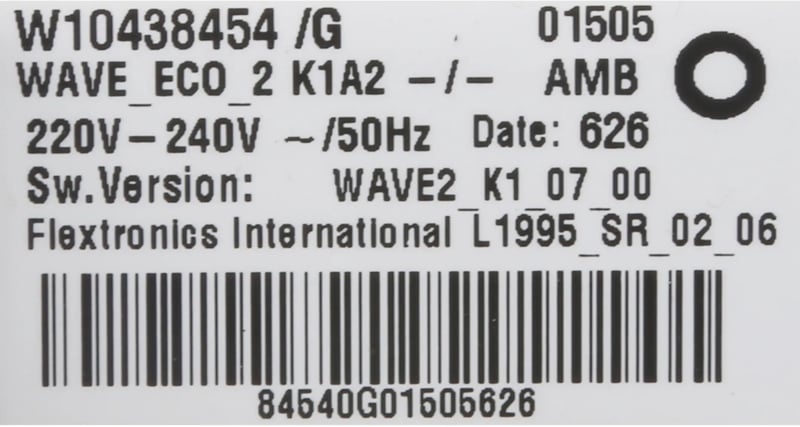 W10438454 /G 01505
WAVE_ECO_2 K1A2 -/- AMB
220V-240V ~/50Hz Date: 626
Sw.Version: WAVE2_K1_07_00
Flextronics International L1995_SR_02_06
84540G01505626